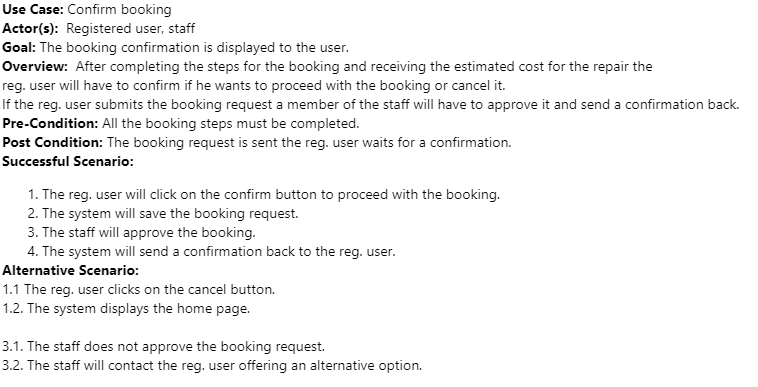 Use Case: Confirm booking
Actor(s): Registered user, staff
Goal: The booking confirmation is displayed to the user.
Overview: After completing the steps for the booking and receiving the estimated cost for the repair the
reg. user will have to confirm if he wants to proceed with the booking or cancel it.
If the reg. user submits the booking request a member of the staff will have to approve it and send a confirmation back.
Pre-Condition: All the booking steps must be completed.
Post Condition: The booking request is sent the reg. user waits for a confirmation.
Successful Scenario:
1. The reg. user will click on the confirm button to proceed with the booking.
2. The system will save the booking request.
3. The staff will approve the booking.
4. The system will send a confirmation back to the reg. user.
Alternative Scenario:
1.1 The reg. user clicks on the cancel button.
1.2. The system displays the home page.
3.1. The staff does not approve the booking request.
3.2. The staff will contact the reg. user offering an alternative option.